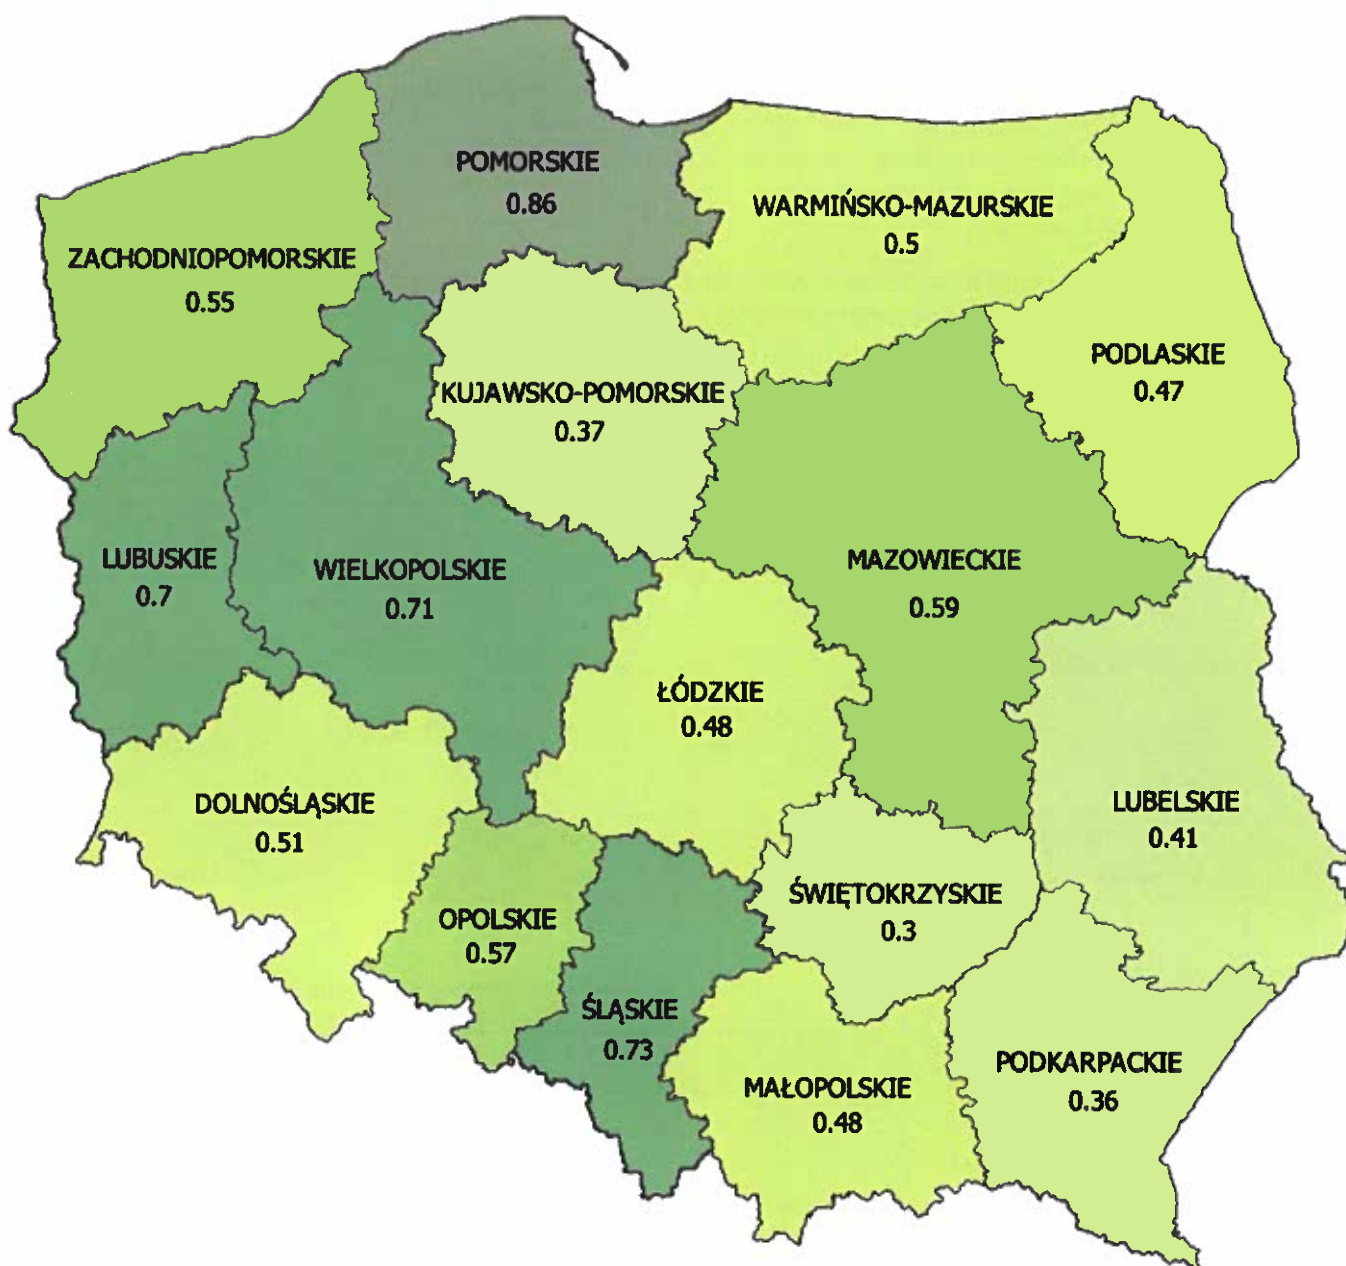 POMORSKIE
0.86
WARMIŃSKO-MAZURSKIE
0.5
ZACHODNIOPOMORSKIE
0.55
PODLASKIE
0.47
KUJAWSKO-POMORSKIE
0.37
LUBUSKIE
0.7
WIELKOPOLSKIE
0.71
MAZOWIECKIE
0.59
ŁÓDZKIE
0.48
DOLNOŚLĄSKIE
0.51
LUBELSKIE
0.41
ŚWIĘTOKRZYSKIE
0.3
OPOLSKIE
0.57
ŚLĄSKIE
0.73
MAŁOPOLSKIE
0.48
PODKARPACKIE
0.36